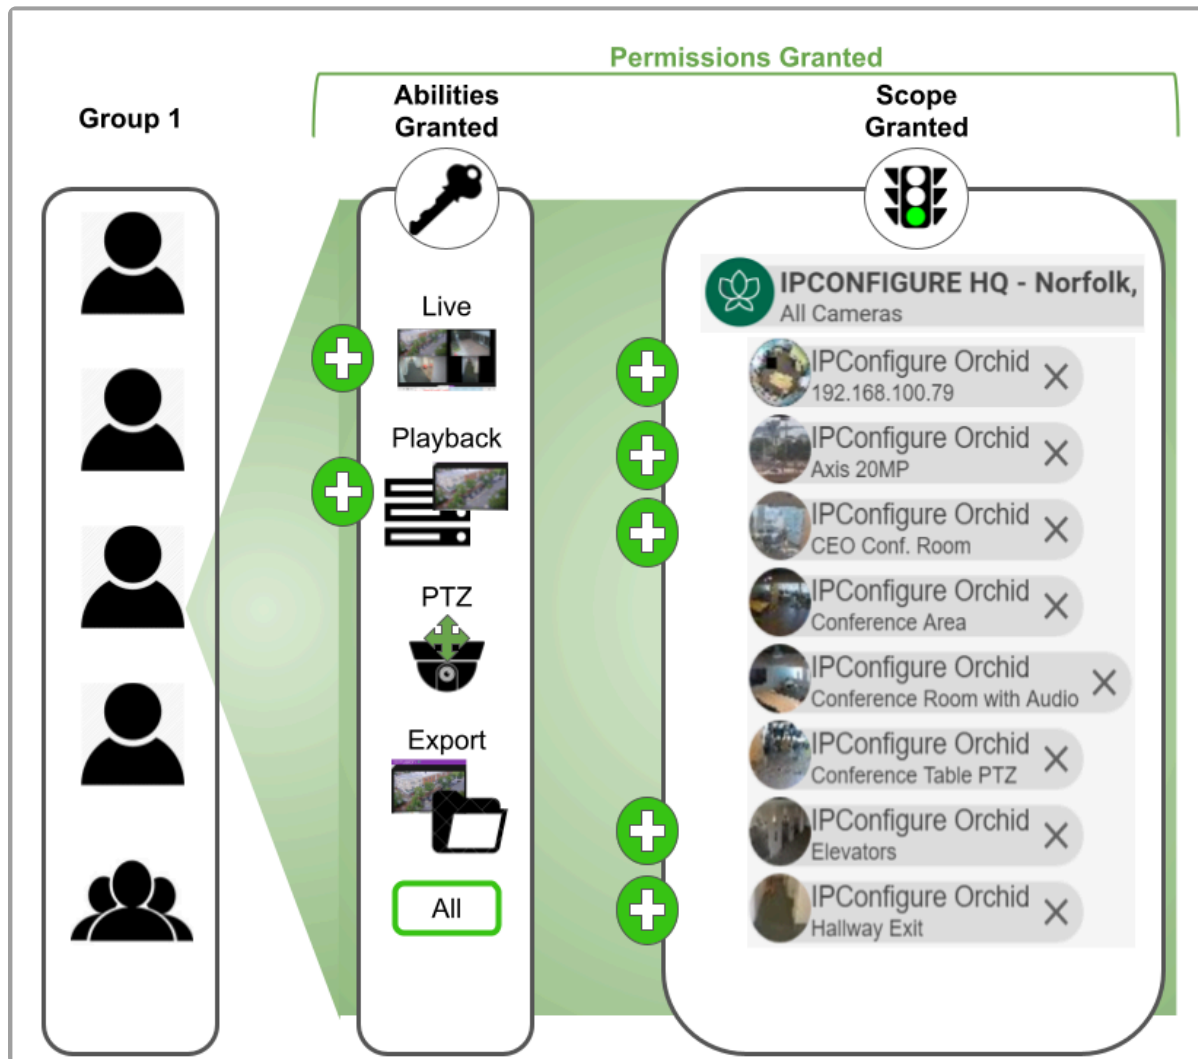 Permissions Granted
Group 1
Abilities
Granted
Scope
Granted
Live
Playback
PTZ
Export
All
IPCONFIGURE HQ - Norfolk,
All Cameras
IPConfigure Orchid
192.168.100.79
IPConfigure Orchid
Axis 20MP
IPConfigure Orchid
CEO Conf. Room
IPConfigure Orchid
Conference Area
IPConfigure Orchid
Conference Room with Audio
IPConfigure Orchid
Conference Table PTZ
IPConfigure Orchid
Elevators
IPConfigure Orchid
Hallway Exit